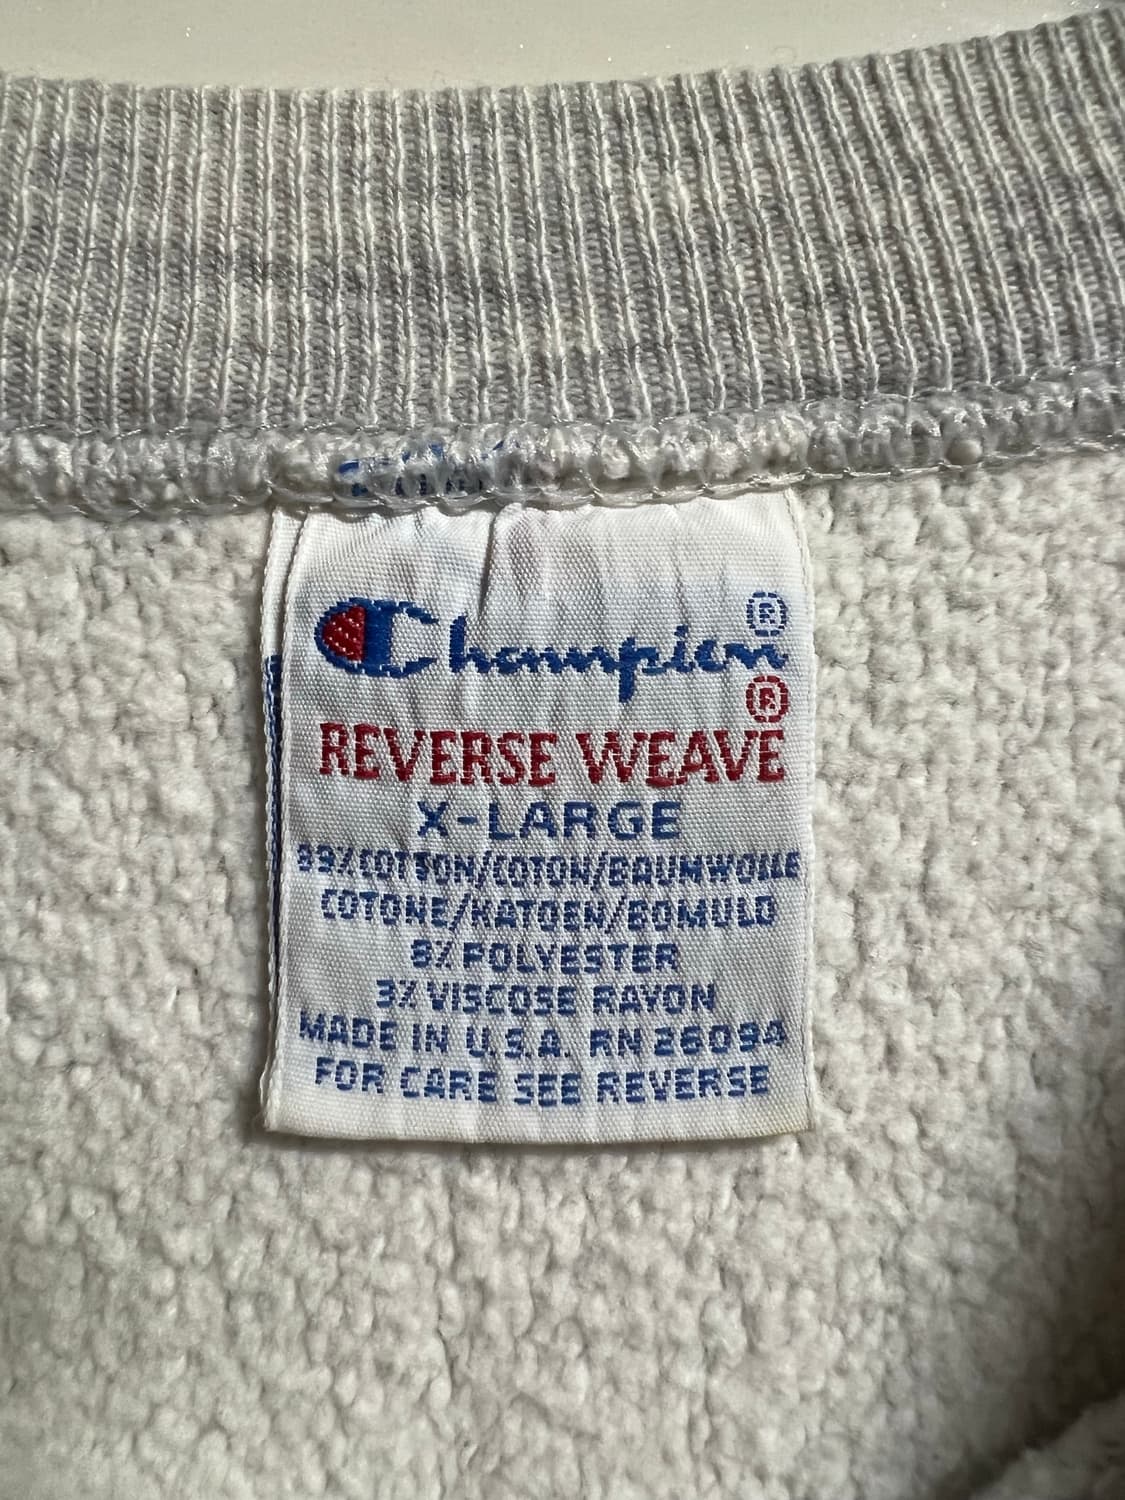 Champion®
®
REVERSE WEAVE
X-LARGE
89% COTTON/COTON/BAUMWOLLE
COTONE/KATOEN/BOMULD
8% POLYESTER
3% VISCOSE RAYON
MADE IN U.S.A. RN 26094
FOR CARE SEE REVERSE